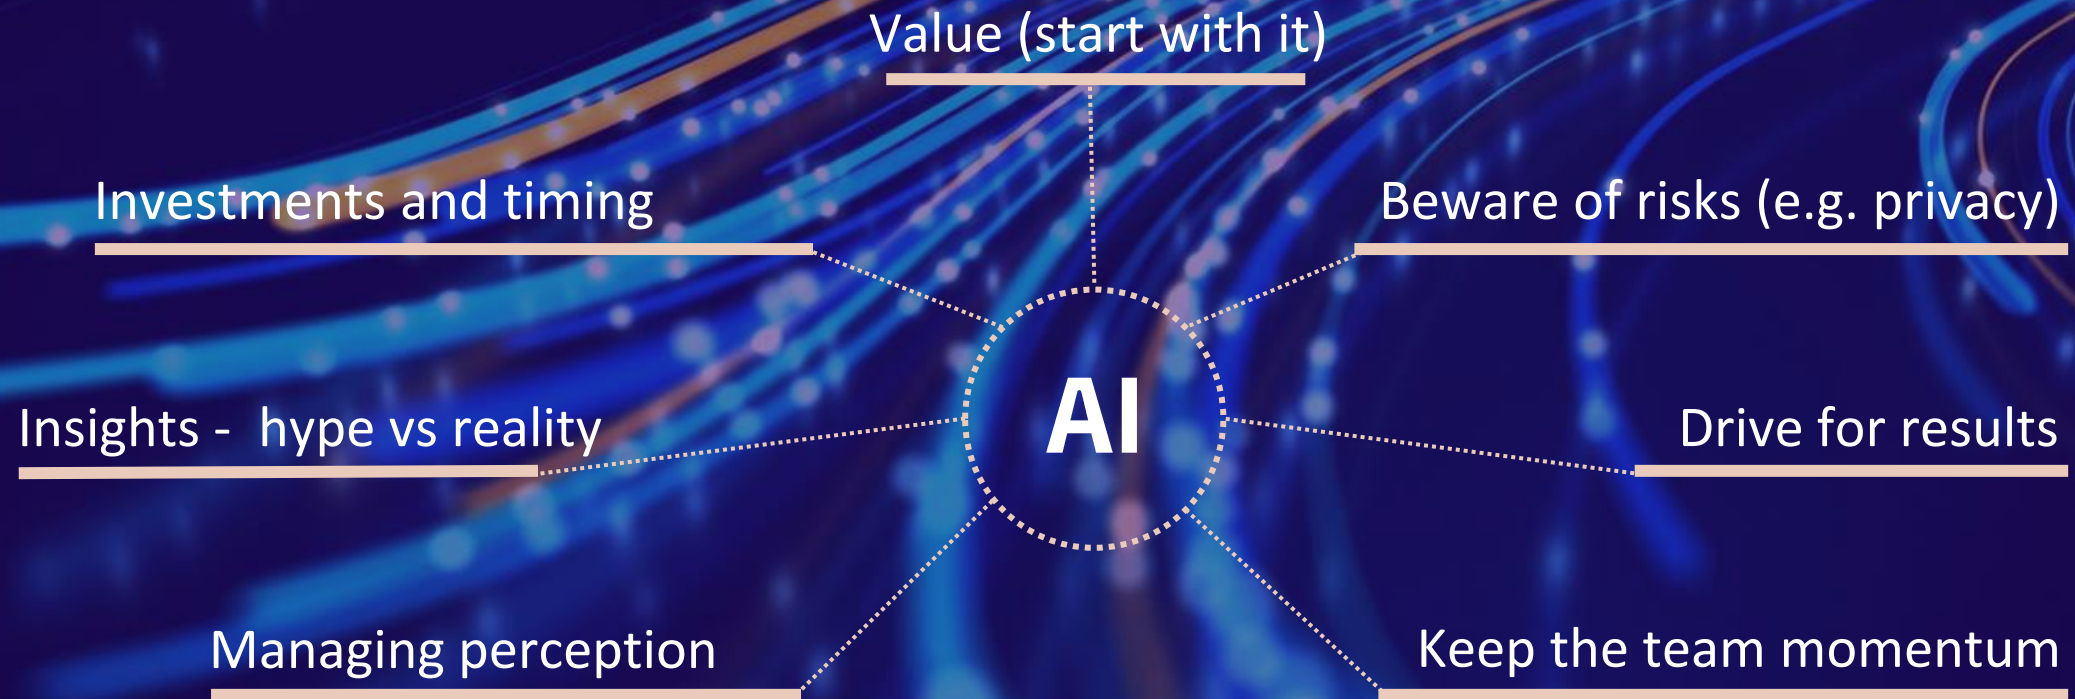 Value (start with it)
Investments and timing
Beware of risks (e.g. privacy)
AI
Insights -  hype vs reality
Drive for results
Managing perception
Keep the team momentum